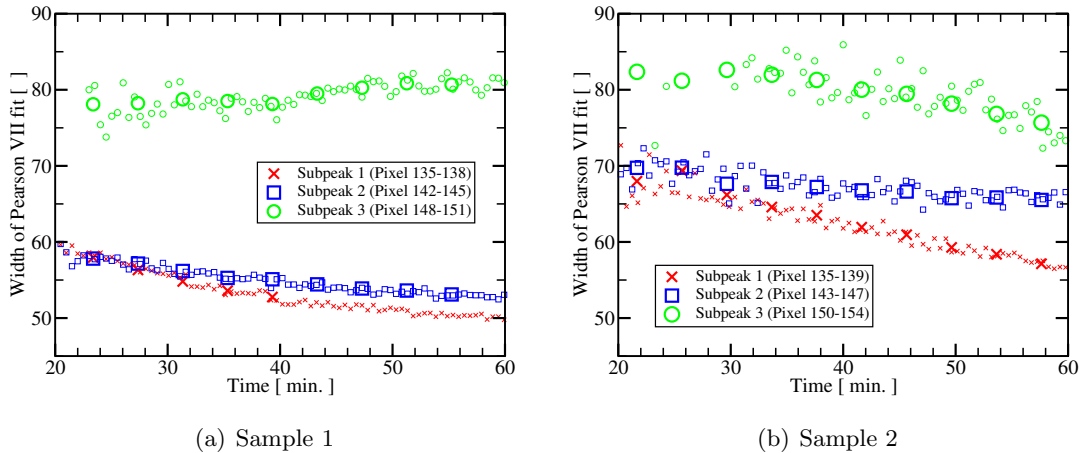 90
80
70
60
50
Width of Pearson VII fit [ ]
Subpeak 1 (Pixel 135-138)
Subpeak 2 (Pixel 142-145)
Subpeak 3 (Pixel 148-151)
20 30 40 50 60
Time [ min. ]
(a) Sample 1
90
80
70
60
50
Width of Pearson VII fit [ ]
Subpeak 1 (Pixel 135-139)
Subpeak 2 (Pixel 143-147)
Subpeak 3 (Pixel 150-154)
20 30 40 50 60
Time [ min. ]
(b) Sample 2